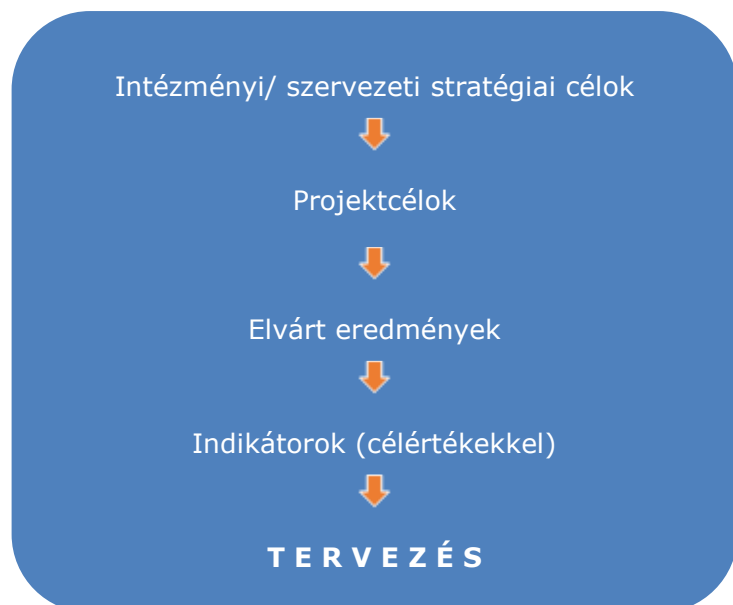 Intézményi/ szervezeti stratégiai célok
Projektcélok
Elvárt eredmények
Indikátorok (célértékekkel)
T E R V E Z É S